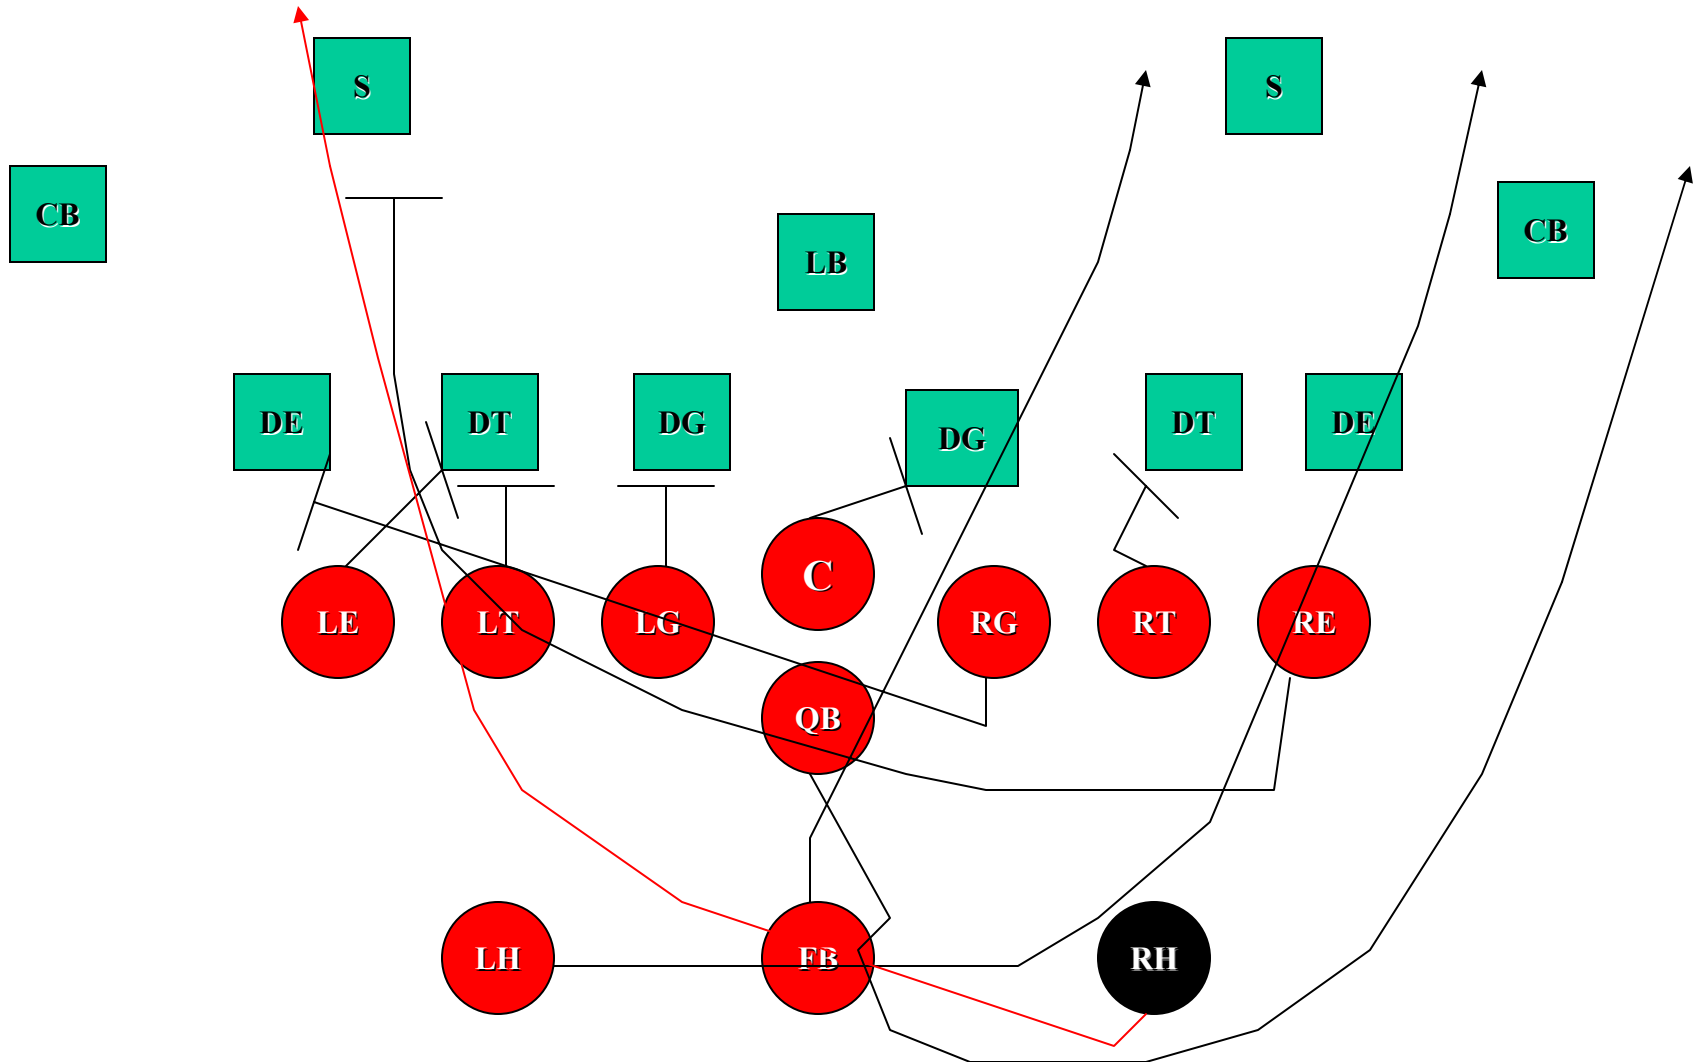 S
S
CB
CB
LB
DE
DT
DG
DG
DT
DE
C
LE
LT
LG
RG
RT
RE
QB
LH
FB
RH